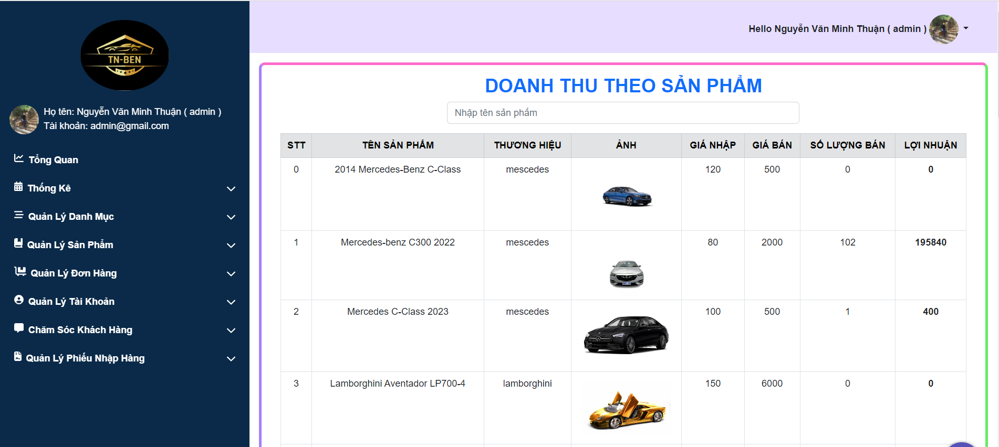 TN-BEN
Họ tên: Nguyễn Văn Minh Thuận ( admin )
Tài khoản: admin@gmail.com
Tổng Quan
Thống Kê
Quản Lý Danh Mục
Quản Lý Sản Phẩm
Quản Lý Đơn Hàng
Quản Lý Tài Khoản
Chăm Sóc Khách Hàng
Quản Lý Phiếu Nhập Hàng
Hello Nguyễn Văn Minh Thuận ( admin )
DOANH THU THEO SẢN PHẨM
Nhập tên sản phẩm
STT TÊN SẢN PHẨM THƯƠNG HIỆU ẢNH GIÁ NHẬP GIÁ BÁN SỐ LƯỢNG BÁN LỢI NHUẬN
0 2014 Mercedes-Benz C-Class mescedes 120 500 0 0
1 Mercedes-benz C300 2022 mescedes 80 2000 102 195840
2 Mercedes C-Class 2023 mescedes 100 500 1 400
3 Lamborghini Aventador LP700-4 lamborghini 150 6000 0 0